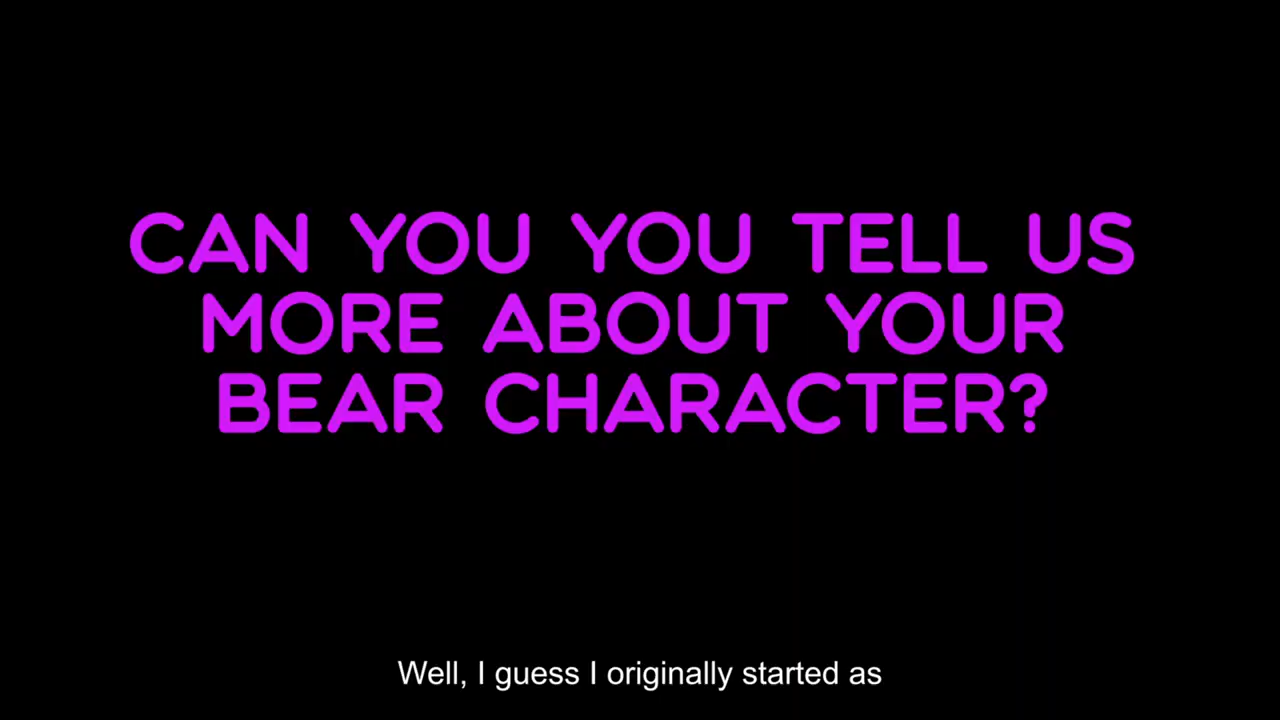 CAN YOU YOU TELL US
MORE ABOUT YOUR
BEAR CHARACTER?
Well, I guess I originally started as